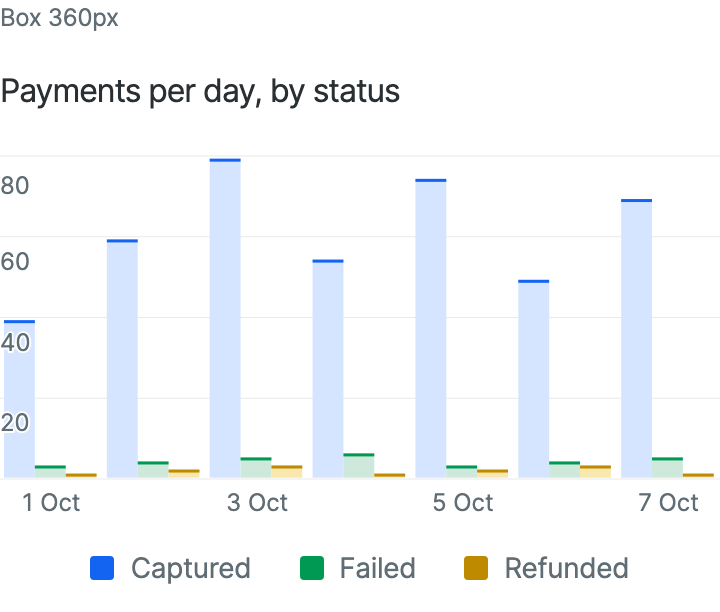 Box 360px
Payments per day, by status
80
60
40
20
1 Oct 3 Oct 5 Oct 7 Oct
Captured Failed Refunded